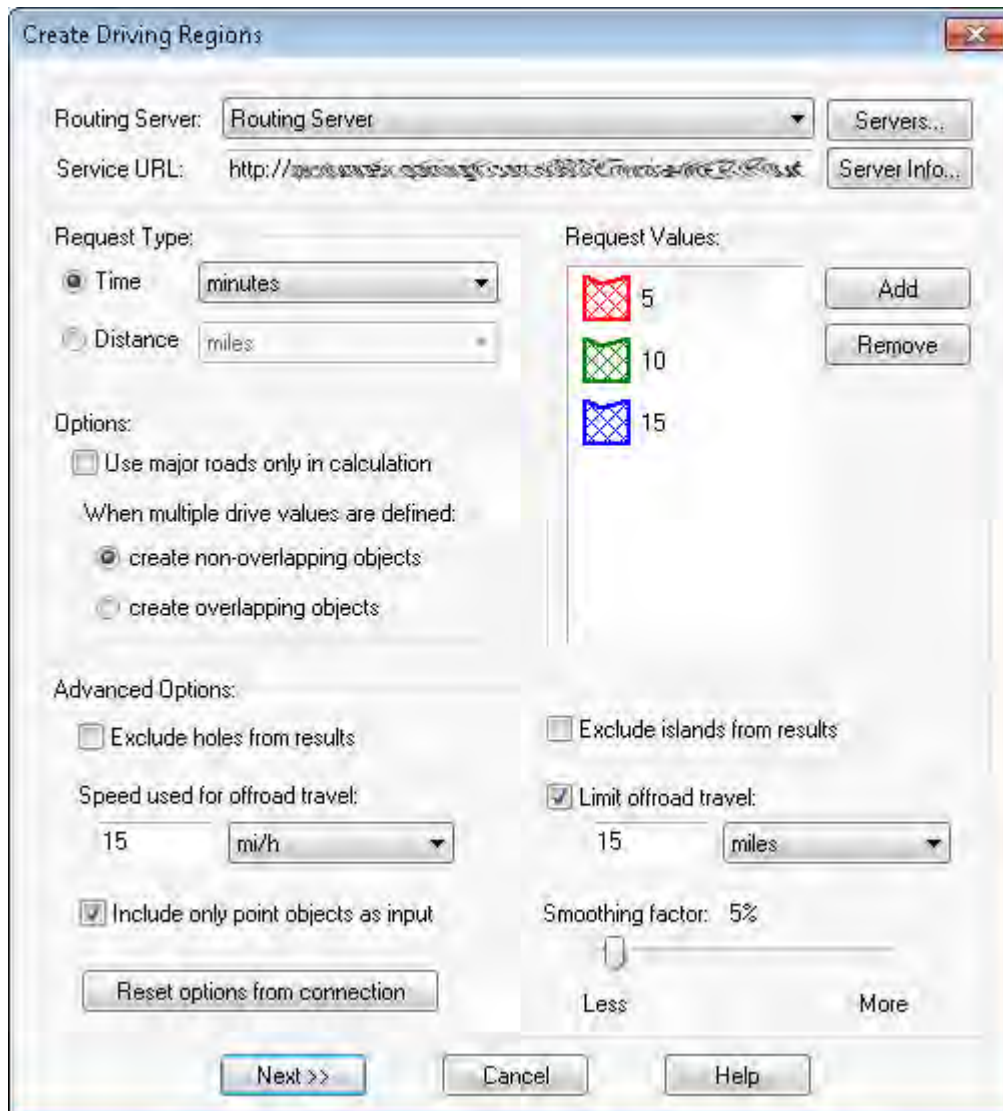 Create Driving Regions
Routing Server: Routing Server Servers...
Service URL: http:// Server Info...
Request Type: Request Values:
Time minutes 5 Add
Distance miles 10 Remove
15
Options:
Use major roads only in calculation
When multiple drive values are defined:
create non-overlapping objects
create overlapping objects
Advanced Options:
Exclude holes from results Exclude islands from results
Speed used for offroad travel: Limit offroad travel:
15 mi/h 15 miles
Include only point objects as input Smoothing factor: 5%
Reset options from connection Less More
Next >> Cancel Help